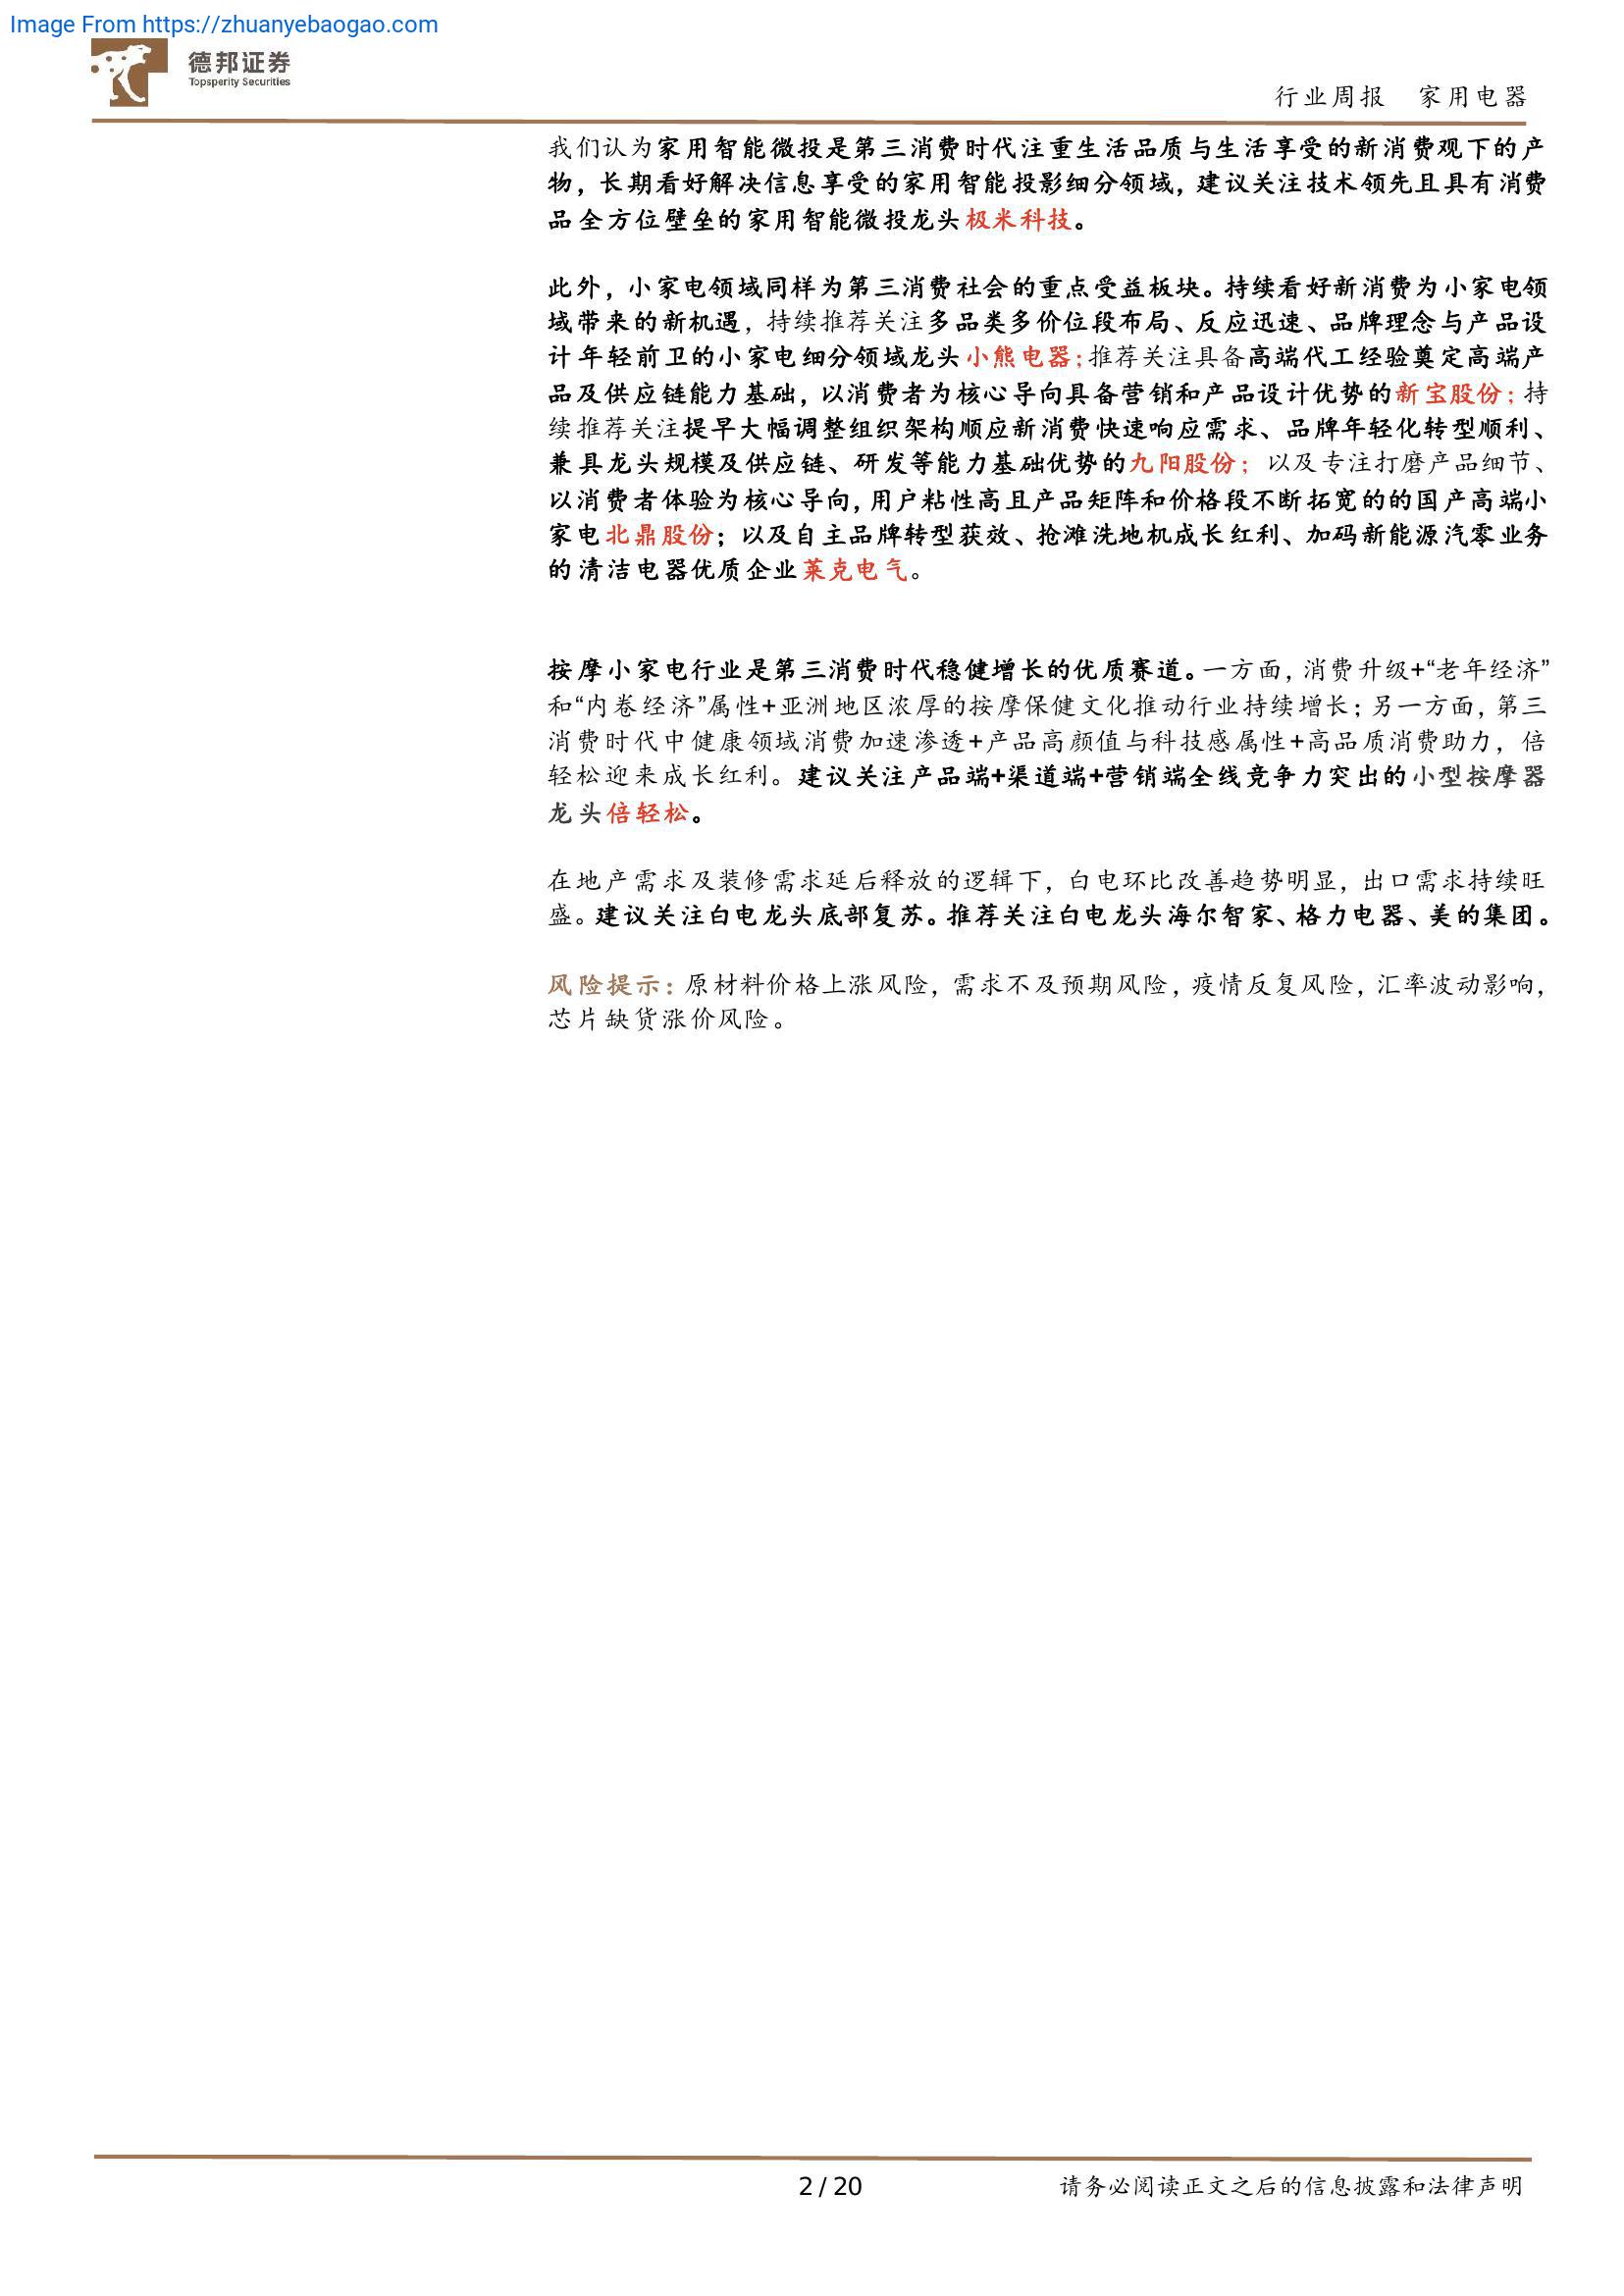 Image From https://zhuanyebaogao.com
德邦证券
Topsperity Securities
行业周报 家用电器
我们认为家用智能微投是第三消费时代注重生活品质与生活享受的新消费观下的产
物，长期看好解决信息享受的家用智能投影细分领域，建议关注技术领先且具有消费
品全方位壁垒的家用智能微投龙头极米科技。
此外，小家电领域同样为第三消费社会的重点受益板块。持续看好新消费为小家电领
域带来的新机遇，持续推荐关注多品类多价位段布局、反应迅速、品牌理念与产品设
计年轻前卫的小家电细分领域龙头小熊电器；推荐关注具备高端代工经验奠定高端产
品及供应链能力基础，以消费者为核心导向具备营销和产品设计优势的新宝股份；持
续推荐关注提早大幅调整组织架构顺应新消费快速响应需求、品牌年轻化转型顺利、
兼具龙头规模及供应链、研发等能力基础优势的九阳股份；以及专注打磨产品细节、
以消费者体验为核心导向，用户粘性高且产品矩阵和价格段不断拓宽的的国产高端小
家电北鼎股份；以及自主品牌转型获效、抢滩洗地机成长红利、加码新能源汽零业务
的清洁电器优质企业莱克电气。
按摩小家电行业是第三消费时代稳健增长的优质赛道。一方面，消费升级+“老年经济”
和“内卷经济”属性+亚洲地区浓厚的按摩保健文化推动行业持续增长；另一方面，第三
消费时代中健康领域消费加速渗透+产品高颜值与科技感属性+高品质消费助力，倍
轻松迎来成长红利。建议关注产品端+渠道端+营销端全线竞争力突出的小型按摩器
龙头倍轻松。
在地产需求及装修需求延后释放的逻辑下，白电环比改善趋势明显，出口需求持续旺
盛。建议关注白电龙头底部复苏。推荐关注白电龙头海尔智家、格力电器、美的集团。
风险提示：原材料价格上涨风险，需求不及预期风险，疫情反复风险，汇率波动影响，
芯片缺货涨价风险。
2 / 20
请务必阅读正文之后的信息披露和法律声明